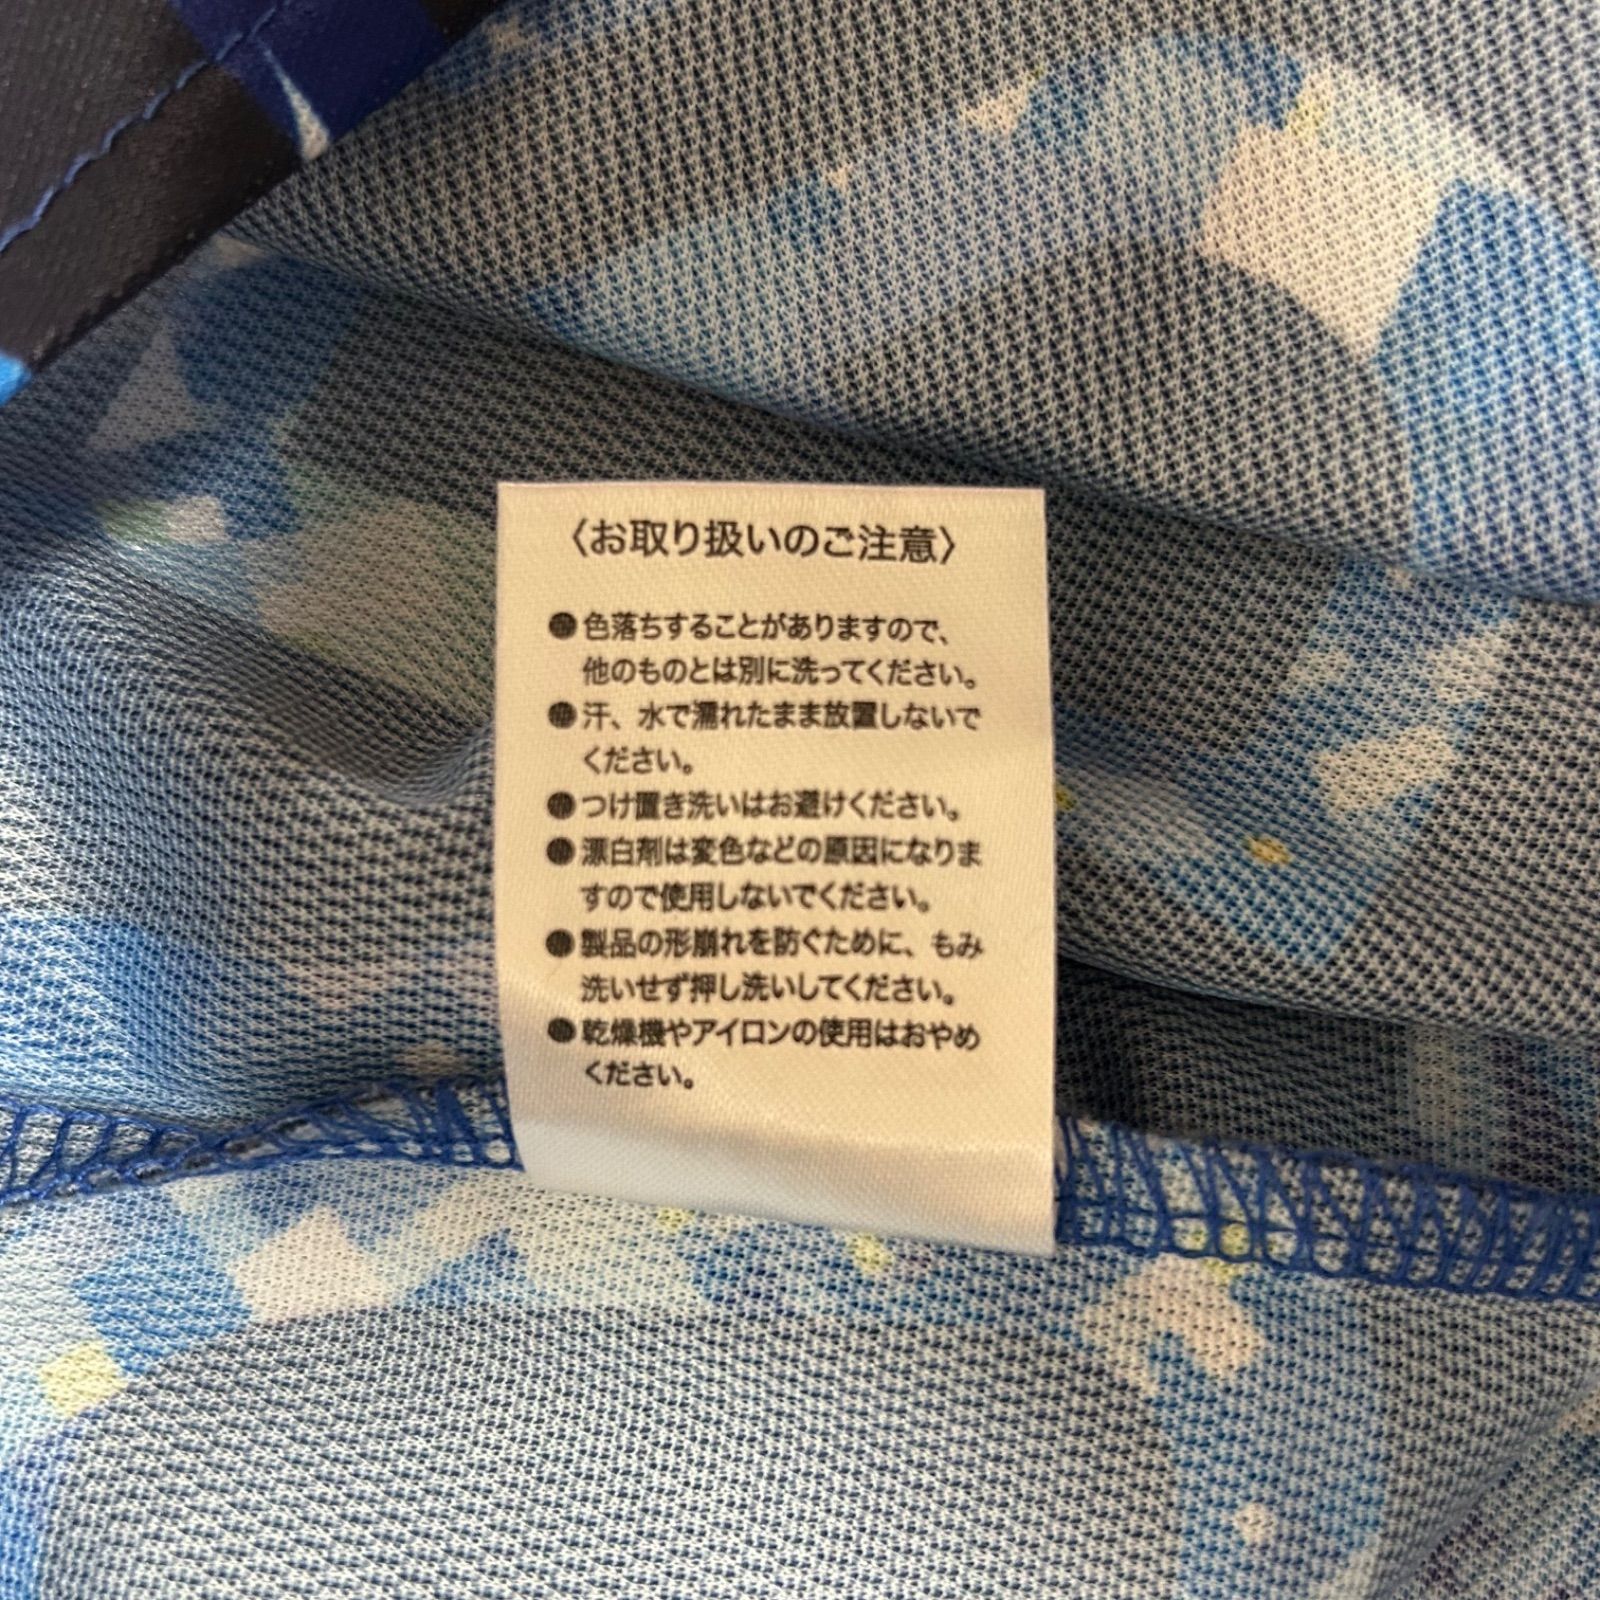 〈お取り扱いのご注意〉
●色落ちすることがありますので、
他のものとは別に洗ってください。
●汗、水で濡れたまま放置しないで
ください。
●つけ置き洗いはお避けください。
●漂白剤は変色などの原因になりま
すので使用しないでください。
●製品の形崩れを防ぐために、もみ
洗いせず押し洗いしてください。
●乾燥機やアイロンの使用はおやめ
ください。